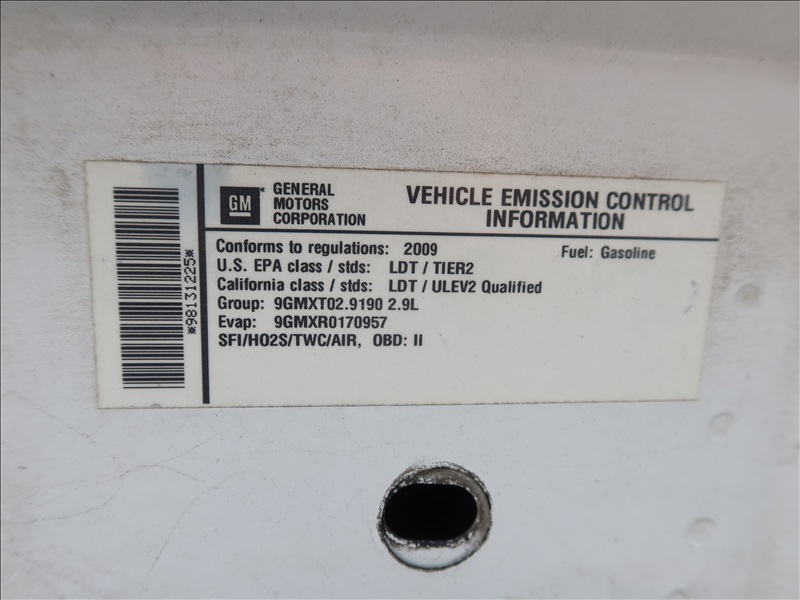 GM
GENERAL
MOTORS
CORPORATION
VEHICLE EMISSION CONTROL
INFORMATION
Conforms to regulations: 2009
Fuel: Gasoline
U.S. EPA class / stds: LDT / TIER2
California class / stds: LDT / ULEV2 Qualified
Group: 9GMXT02.9190 2.9L
Evap: 9GMXR0170957
SFI/HO2S/TWC/AIR, OBD: II
*98131225*